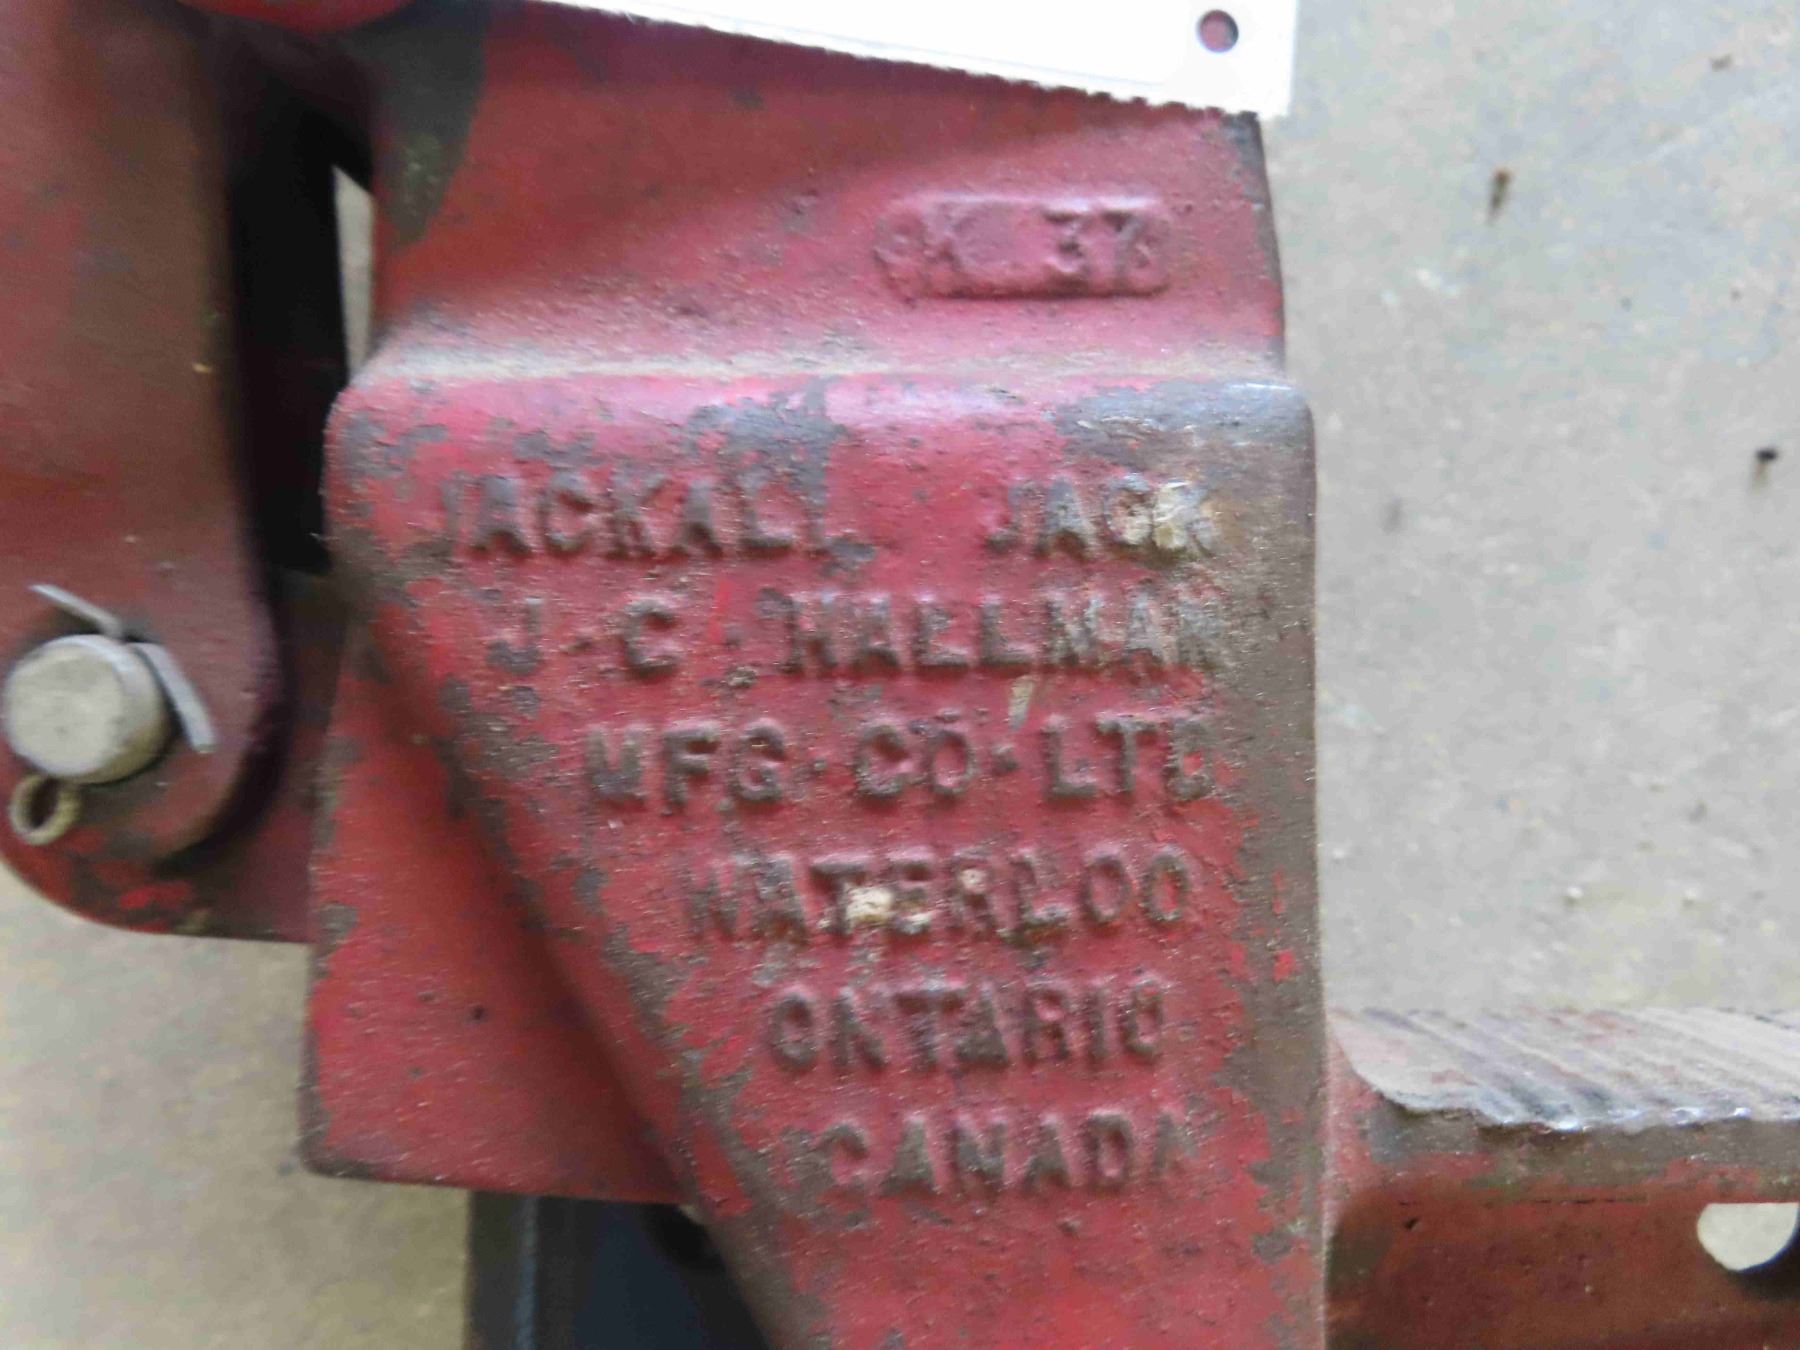 K 37
JACKALL JACK
J. C. HALLMAN
MFG. CO. LTD
WATERLOO
ONTARIO
CANADA